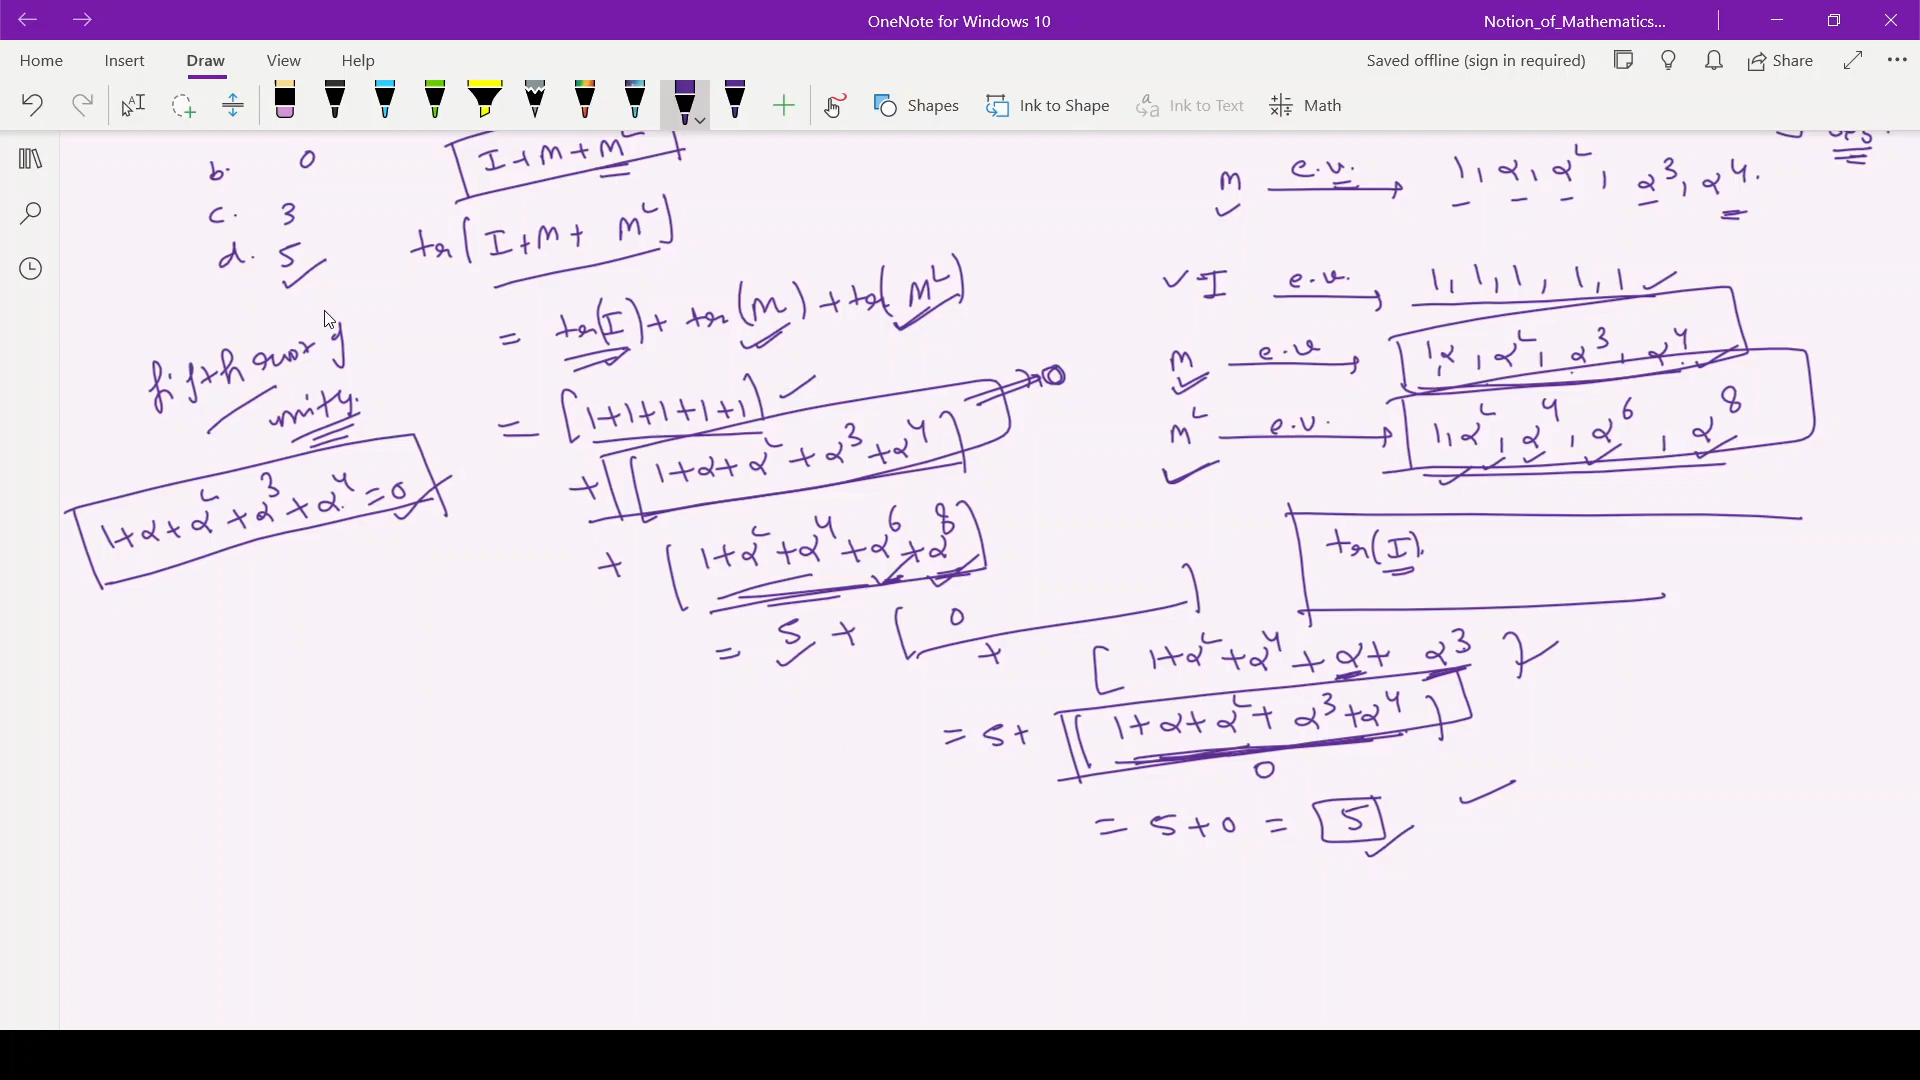 OneNote for Windows 10
Notion_of_Mathematics...
Home Insert Draw View Help
Saved offline (sign in required) Share
Shapes Ink to Shape Ink to Text Math
b. 0
c. 3
d. 5
I+M+M²
tr[I+M+M²]
= tr(I)+ tr(M)+tr(M²)
= [1+1+1+1+1]
+ [1+α+α²+α³+α⁴] → 0
+ [1+α²+α⁴+α⁶+α⁸]
= 5 + [ 0 ]
+ [1+α²+α⁴+α+α³]
= 5+ [1+α+α²+α³+α⁴]
0
= 5+0 = 5
fifth
unity.
1+α+α²+α³+α⁴=0
M e.v. 1, α, α², α³, α⁴.
I e.v. 1, 1, 1, 1, 1
M e.v 1,α, α², α³, α⁴
M² e.v. 1,α², α⁴, α⁶, α⁸
tr(I).